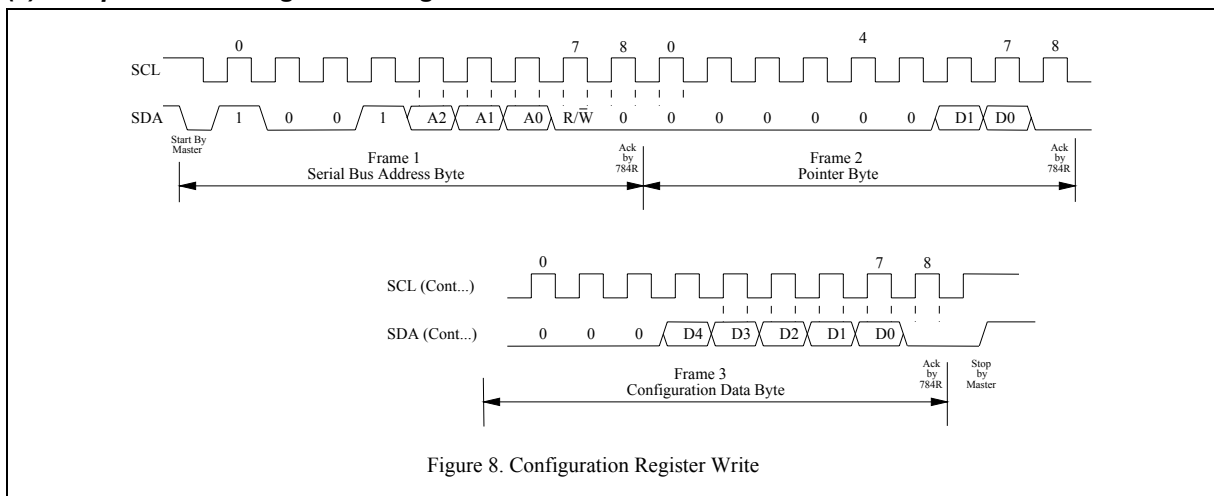 0 7 8 0 4 7 8
SCL
SDA 1 0 0 1 A2 A1 A0 R/W̅ 0 0 0 0 0 0 0 D1 D0
Start By
Master
Frame 1
Serial Bus Address Byte
Ack
by
784R
Frame 2
Pointer Byte
Ack
by
784R
0 7 8
SCL (Cont...)
SDA (Cont...) 0 0 0 D4 D3 D2 D1 D0
Frame 3
Configuration Data Byte
Ack
by
784R
Stop
by
Master
Figure 8. Configuration Register Write